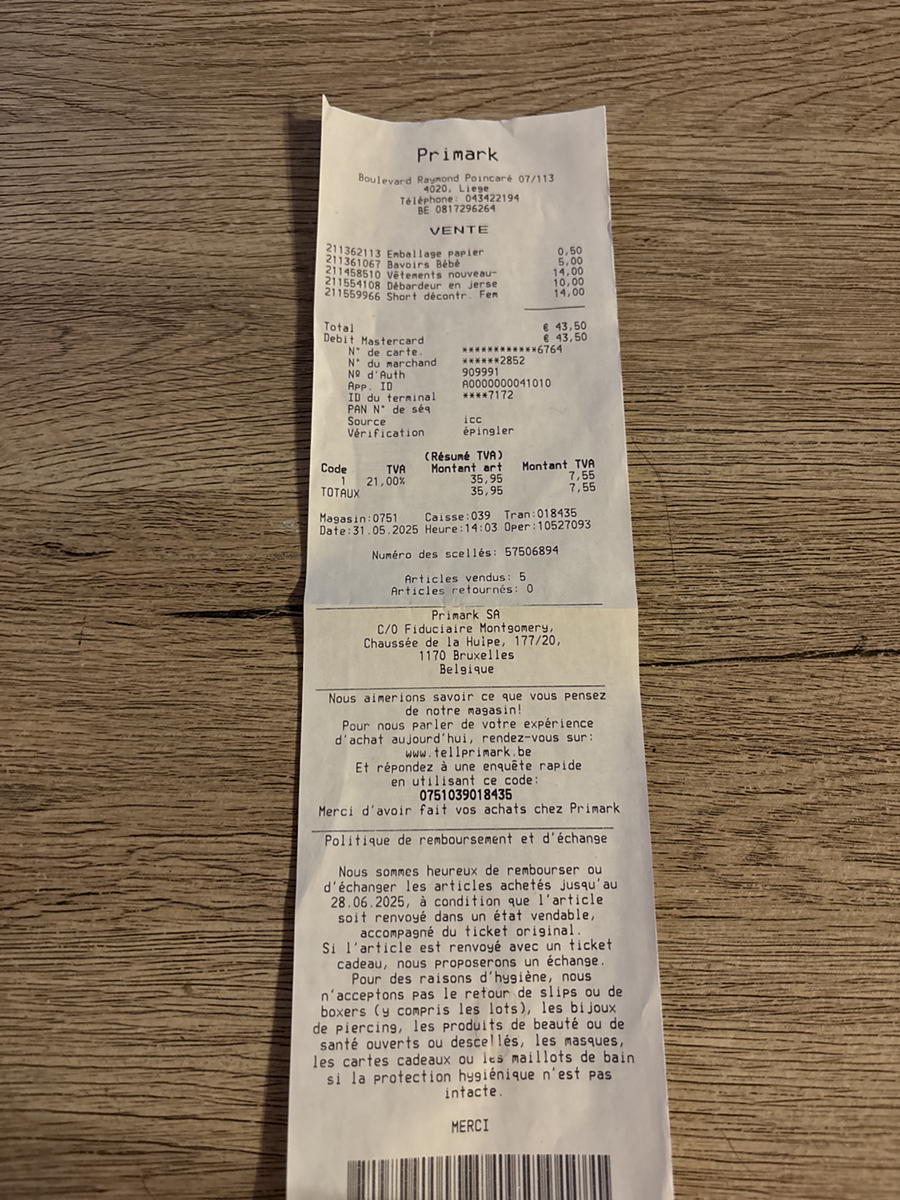 Primark
Boulevard Raymond Poincaré 07/113
4020, Liege
Téléphone: 043422194
BE 0817296264
VENTE
211362113 Emballage papier 0,50
211361067 Bavoirs Bébé 5,00
211458510 Vêtements nouveau- 14,00
211554108 Débardeur en jerse 10,00
211559966 Short décontr. Fem 14,00
Total € 43,50
Debit Mastercard € 43,50
N° de carte. ************6764
N° du marchand ******2852
Nº d'Auth 909991
App. ID A0000000041010
ID du terminal ****7172
PAN N° de séq
Source icc
Vérification épingler
(Résumé TVA)
Code TVA Montant art Montant TVA
1 21,00% 35,95 7,55
TOTAUX 35,95 7,55
Magasin:0751 Caisse:039 Tran:018435
Date:31.05.2025 Heure:14:03 Oper:10527093
Numéro des scellés: 57506894
Articles vendus: 5
Articles retournés: 0
Primark SA
C/O Fiduciaire Montgomery,
Chaussée de la Hulpe, 177/20,
1170 Bruxelles
Belgique
Nous aimerions savoir ce que vous pensez
de notre magasin!
Pour nous parler de votre expérience
d'achat aujourd'hui, rendez-vous sur:
www.tellprimark.be
Et répondez à une enquête rapide
en utilisant ce code:
0751039018435
Merci d'avoir fait vos achats chez Primark
Politique de remboursement et d'échange
Nous sommes heureux de rembourser ou
d'échanger les articles achetés jusqu'au
28.06.2025, à condition que l'article
soit renvoyé dans un état vendable,
accompagné du ticket original.
Si l'article est renvoyé avec un ticket
cadeau, nous proposerons un échange.
Pour des raisons d'hygiène, nous
n'acceptons pas le retour de slips ou de
boxers (y compris les lots), les bijoux
de piercing, les produits de beauté ou de
santé ouverts ou descellés, les masques,
les cartes cadeaux ou les maillots de bain
si la protection hygiénique n'est pas
intacte.
MERCI